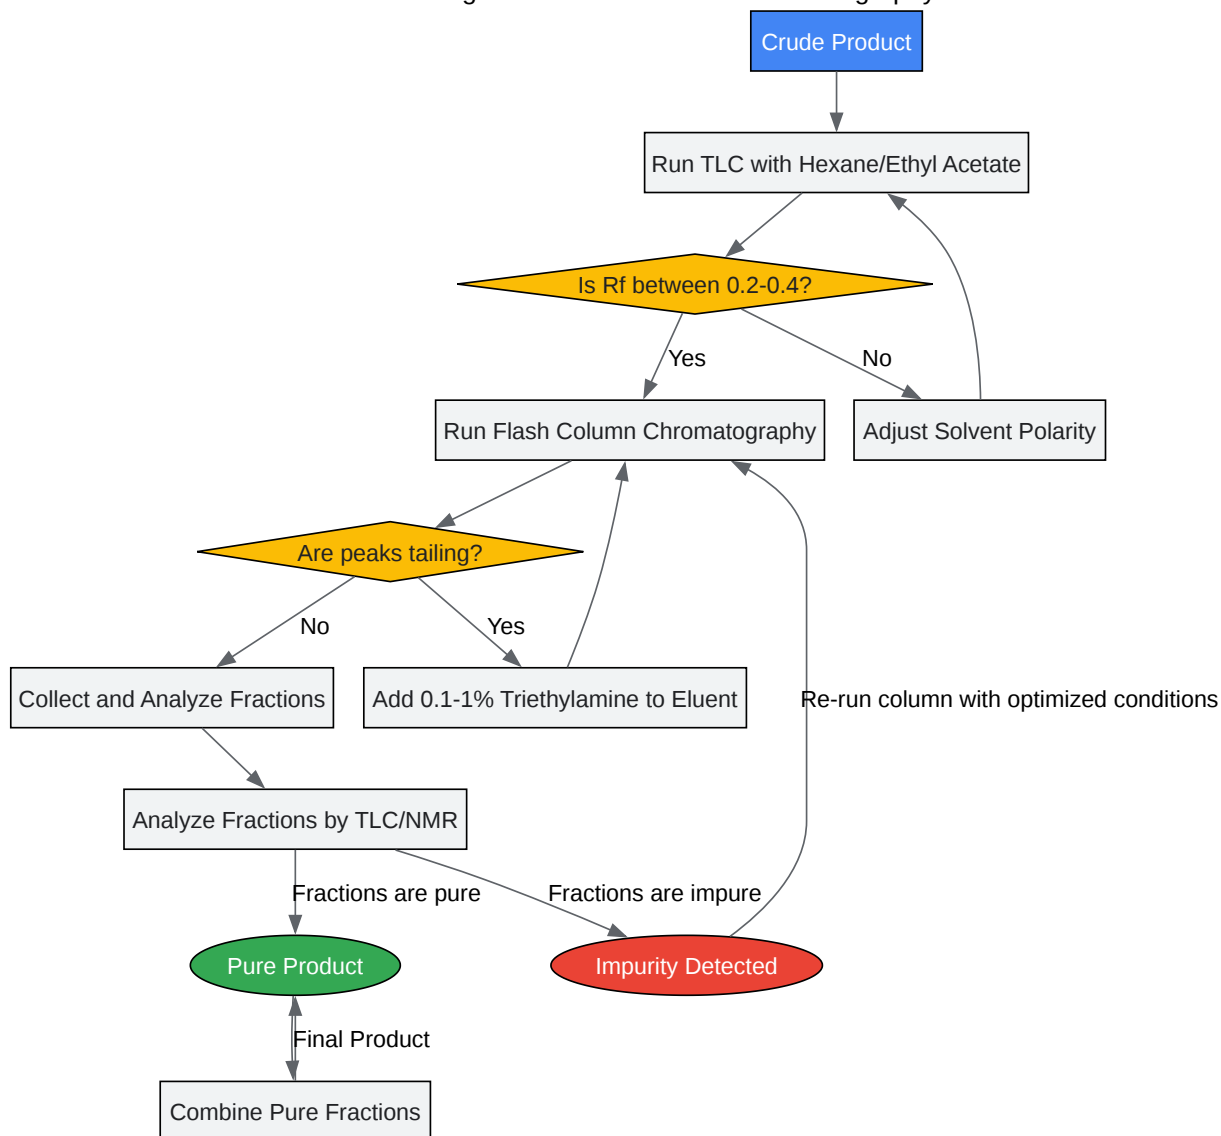 Crude Product
Run TLC with Hexane/Ethyl Acetate
Is Rf between 0.2-0.4?
Yes
No
Run Flash Column Chromatography
Adjust Solvent Polarity
Are peaks tailing?
No
Yes
Collect and Analyze Fractions
Add 0.1-1% Triethylamine to Eluent
Re-run column with optimized conditions
Analyze Fractions by TLC/NMR
Fractions are pure
Fractions are impure
Pure Product
Impurity Detected
Final Product
Combine Pure Fractions